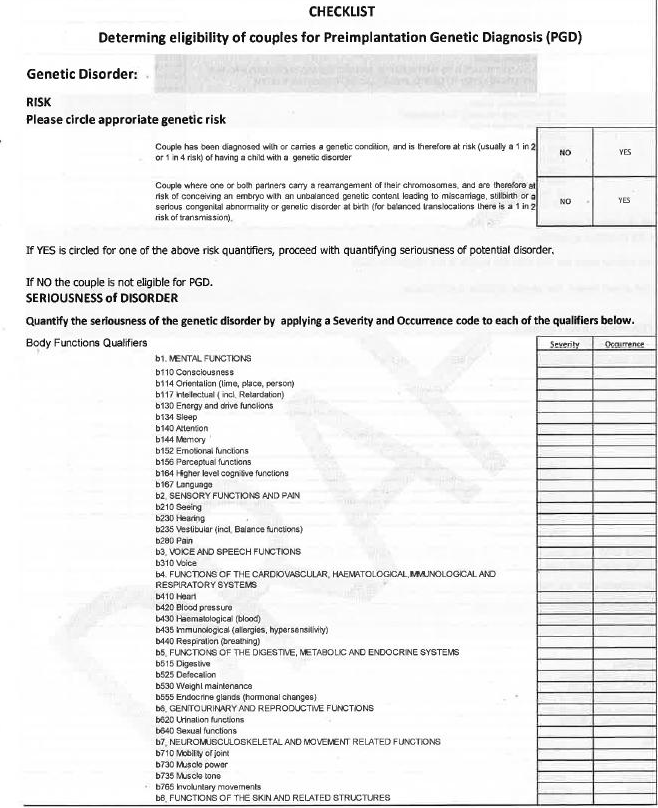 CHECKLIST
Determing eligibility of couples for Preimplantation Genetic Diagnosis (PGD)
Genetic Disorder:
RISK
Please circle approriate genetic risk
Couple has been diagnosed with or carries a genetic condition, and is therefore at risk (usually a 1 in 2
or 1 in 4 risk) of having a child with a genetic disorder
NO YES
Couple where one or both partners carry a rearrangement of their chromosomes, and are therefore at
risk of conceiving an embryo with an unbalanced genetic content leading to miscarriage, stillbirth or a
serious congenital abnormality or genetic disorder at birth (for balanced translocations there is a 1 in 2
risk of transmission).
NO YES
If YES is circled for one of the above risk quantifiers, proceed with quantifying seriousness of potential disorder.
If NO the couple is not eligible for PGD.
SERIOUSNESS of DISORDER
Quantify the seriousness of the genetic disorder by applying a Severity and Occurrence code to each of the qualifiers below.
Body Functions Qualifiers
Severity Occurrence
b1. MENTAL FUNCTIONS
b110 Consciousness
b114 Orientation (time, place, person)
b117 Intellectual ( incl. Retardation)
b130 Energy and drive functions
b134 Sleep
b140 Attention
b144 Memory
b152 Emotional functions
b156 Perceptual functions
b164 Higher level cognitive functions
b167 Language
b2. SENSORY FUNCTIONS AND PAIN
b210 Seeing
b230 Hearing
b235 Vestibular (incl. Balance functions)
b280 Pain
b3. VOICE AND SPEECH FUNCTIONS
b310 Voice
b4. FUNCTIONS OF THE CARDIOVASCULAR, HAEMATOLOGICAL,IMMUNOLOGICAL AND
RESPIRATORY SYSTEMS
b410 Heart
b420 Blood pressure
b430 Haematological (blood)
b435 Immunological (allergies, hypersensitivity)
b440 Respiration (breathing)
b5. FUNCTIONS OF THE DIGESTIVE, METABOLIC AND ENDOCRINE SYSTEMS
b515 Digestive
b525 Defecation
b530 Weight maintenance
b555 Endocrine glands (hormonal changes)
b6. GENITOURINARY AND REPRODUCTIVE FUNCTIONS
b620 Urination functions
b640 Sexual functions
b7. NEUROMUSCULOSKELETAL AND MOVEMENT RELATED FUNCTIONS
b710 Mobility of joint
b730 Muscle power
b735 Muscle tone
b765 Involuntary movements
b8. FUNCTIONS OF THE SKIN AND RELATED STRUCTURES